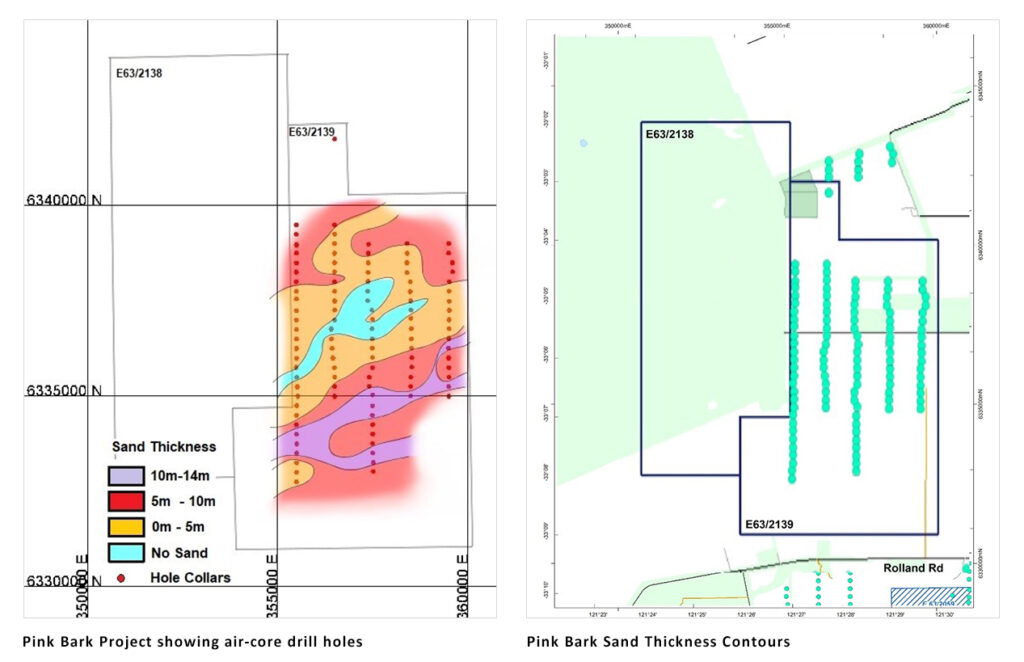 E63/2138
E63/2139
6340000 N
6335000 N
Sand Thickness
10m-14m
5m - 10m
0m - 5m
No Sand
Hole Collars
6330000 N
350000 E
355000 E
360000 E
Pink Bark Project showing air-core drill holes
350000mE
355000mE
360000mE
-33°01'
-33°02'
-33°03'
-33°04'
-33°05'
-33°06'
-33°07'
-33°08'
-33°09'
-33°10'
6345000mN
6340000mN
6335000mN
6330000mN
E63/2138
E63/2139
Rolland Rd
121°23'
121°24'
121°25'
121°26'
121°27'
121°28'
121°29'
121°30'
Pink Bark Sand Thickness Contours